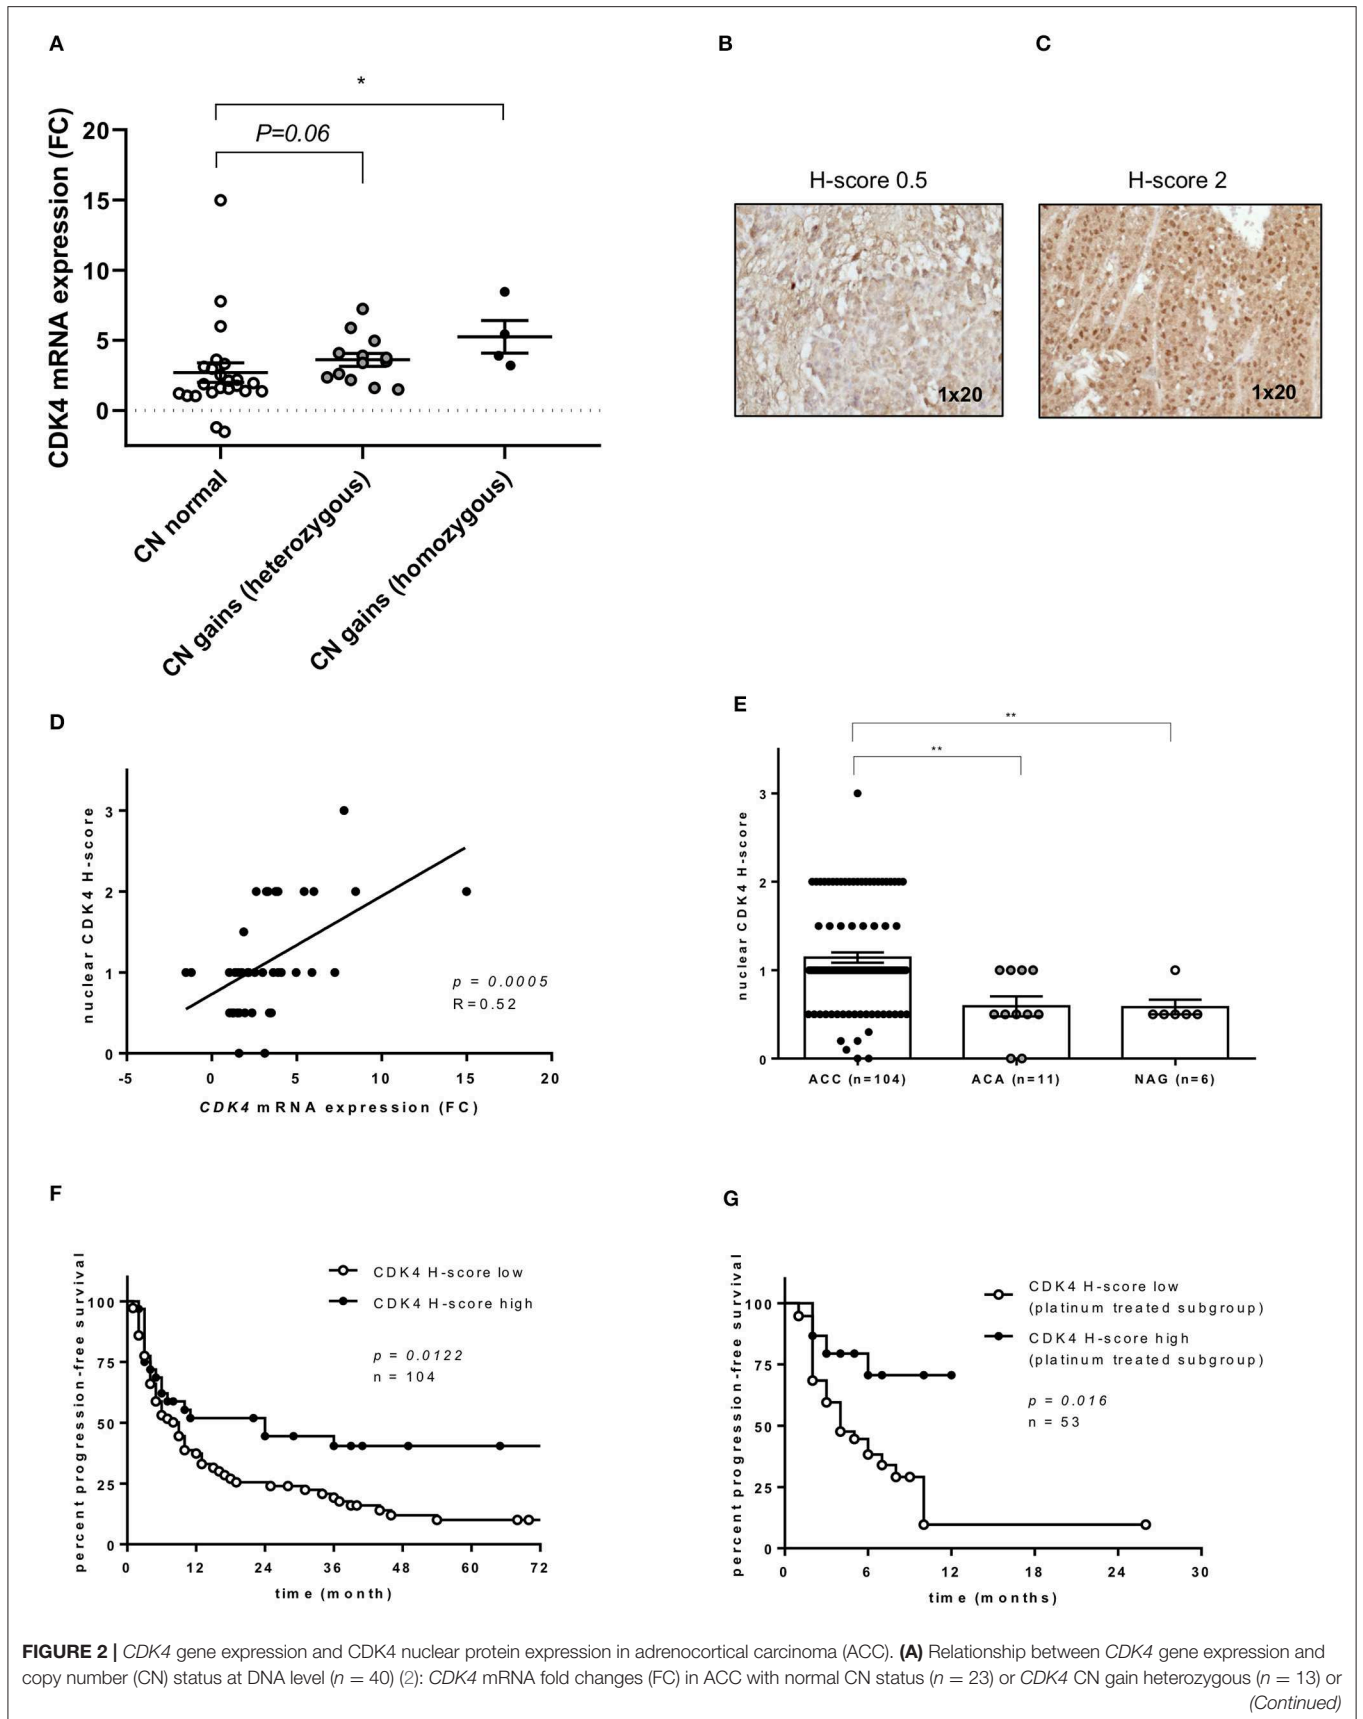 A
*
P=0.06
CDK4 mRNA expression (FC)
20
15
10
5
0
CN normal
CN gains (heterozygous)
CN gains (homozygous)
B
H-score 0.5
1x20
C
H-score 2
1x20
D
nuclear CDK4 H-score
3
2
1
0
-5
0
5
10
15
20
p = 0.0005
R=0.52
CDK4 mRNA expression (FC)
E
**
**
nuclear CDK4 H-score
3
2
1
0
ACC (n=104)
ACA (n=11)
NAG (n=6)
F
percent progression-free survival
100
75
50
25
0
CDK4 H-score low
CDK4 H-score high
p = 0.0122
n = 104
0
12
24
36
48
60
72
time (month)
G
percent progression-free survival
100
75
50
25
0
CDK4 H-score low
(platinum treated subgroup)
CDK4 H-score high
(platinum treated subgroup)
p = 0.016
n = 53
0
6
12
18
24
30
time (months)
FIGURE 2 | CDK4 gene expression and CDK4 nuclear protein expression in adrenocortical carcinoma (ACC). (A) Relationship between CDK4 gene expression and
copy number (CN) status at DNA level (n = 40) (2): CDK4 mRNA fold changes (FC) in ACC with normal CN status (n = 23) or CDK4 CN gain heterozygous (n = 13) or
(Continued)